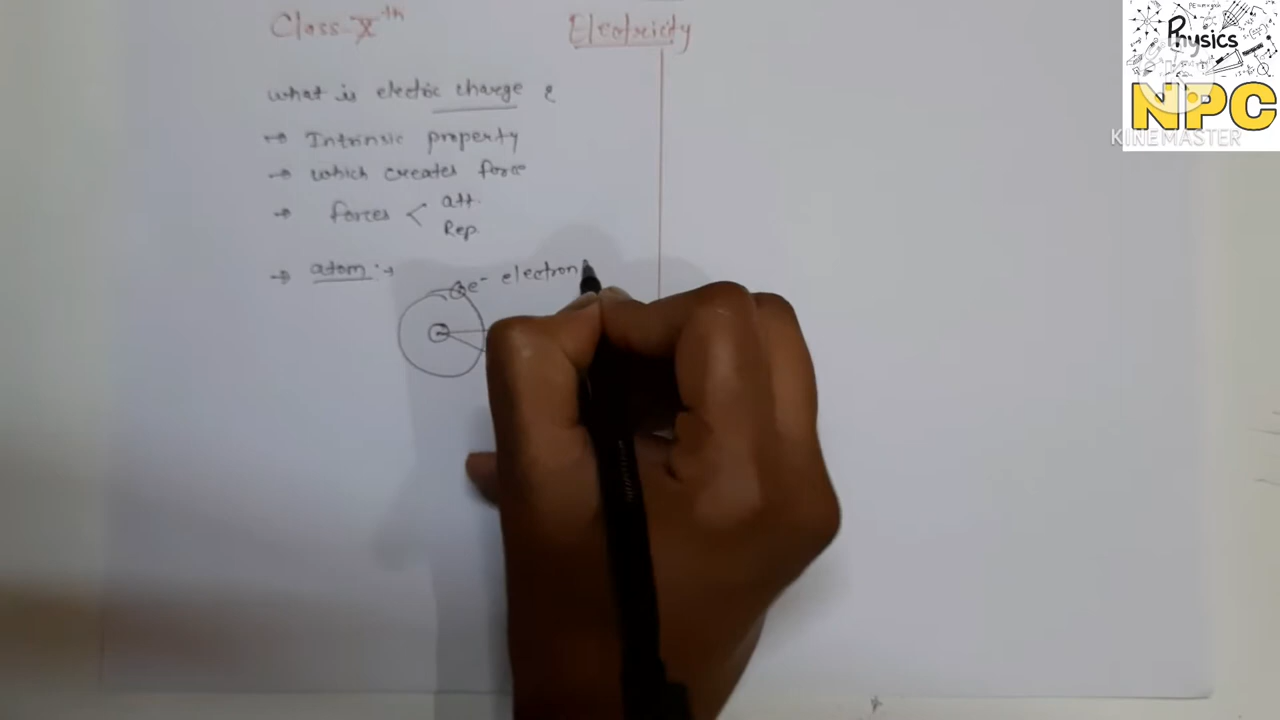 Class-Xth
Electricity
what is electric charge
→ Intrinsic property
→ which creates force
→ forces < att.
Rep
→ atom :→
e⁻ electron
Physics
NPC
KINEMASTER